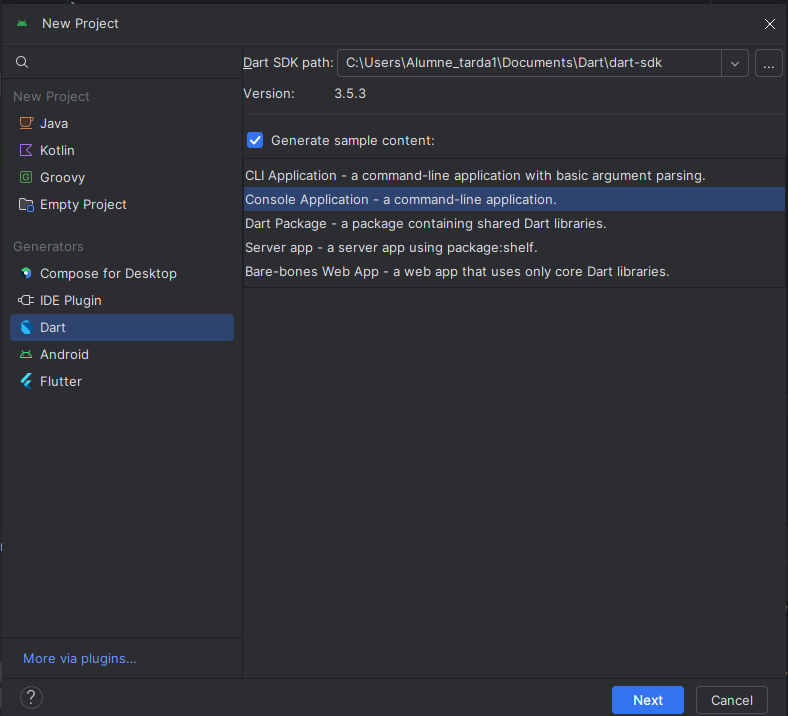 New Project
Dart SDK path: C:\Users\Alumne_tarda1\Documents\Dart\dart-sdk ...
Version: 3.5.3
Generate sample content:
CLI Application - a command-line application with basic argument parsing.
Console Application - a command-line application.
Dart Package - a package containing shared Dart libraries.
Server app - a server app using package:shelf.
Bare-bones Web App - a web app that uses only core Dart libraries.
New Project
Java
Kotlin
Groovy
Empty Project
Generators
Compose for Desktop
IDE Plugin
Dart
Android
Flutter
More via plugins...
? Next Cancel